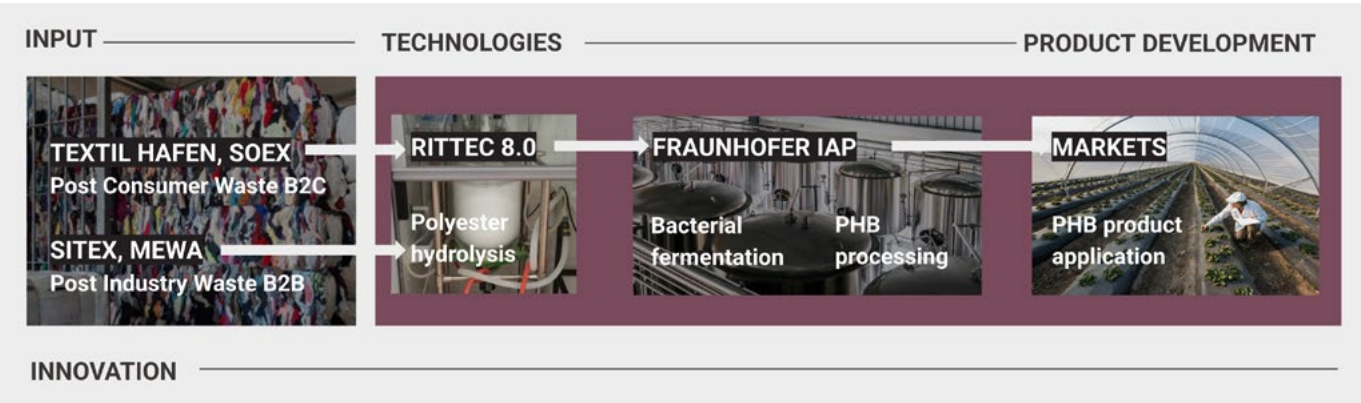 INPUT
TECHNOLOGIES
PRODUCT DEVELOPMENT
TEXTIL HAFEN, SOEX
Post Consumer Waste B2C
SITEX, MEWA
Post Industry Waste B2B
RITTEC 8.0
Polyester
hydrolysis
FRAUNHOFER IAP
Bacterial
fermentation
PHB
processing
MARKETS
PHB product
application
INNOVATION